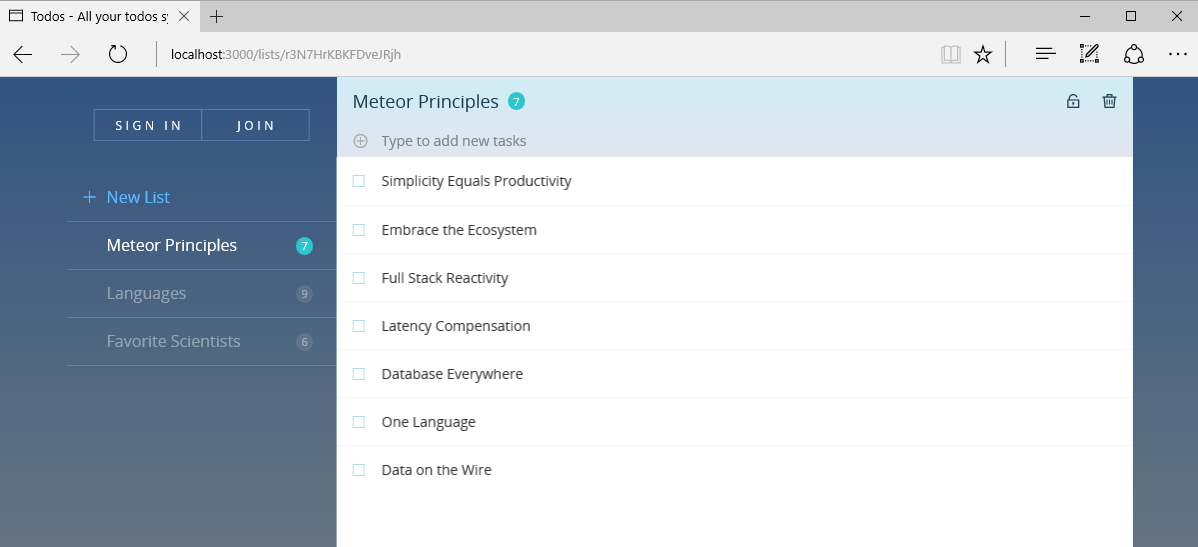 Todos - All your todos sy
localhost:3000/lists/r3N7HrKBKFDveJRjh
SIGN IN JOIN
New List
Meteor Principles 7
Languages 9
Favorite Scientists 6
Meteor Principles 7
Type to add new tasks
Simplicity Equals Productivity
Embrace the Ecosystem
Full Stack Reactivity
Latency Compensation
Database Everywhere
One Language
Data on the Wire